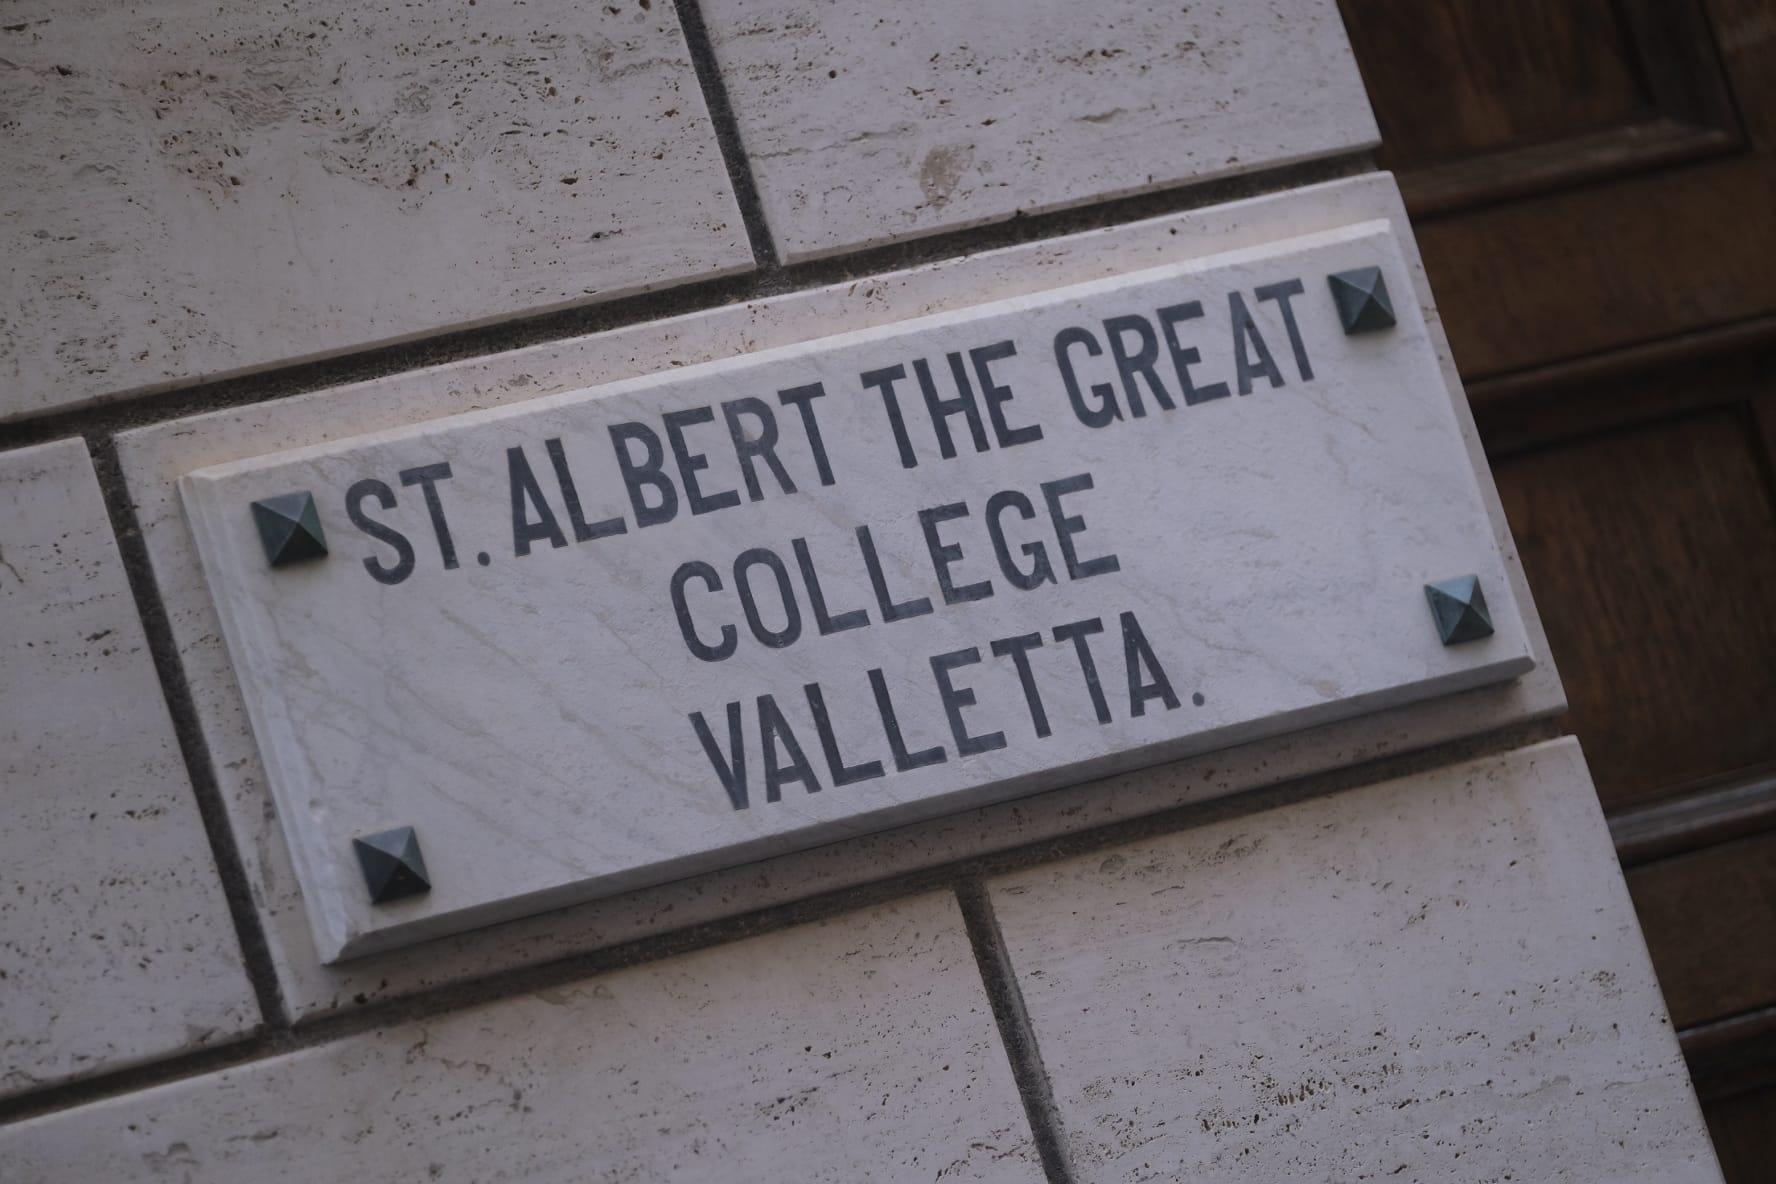 ST. ALBERT THE GREAT
COLLEGE
VALLETTA.